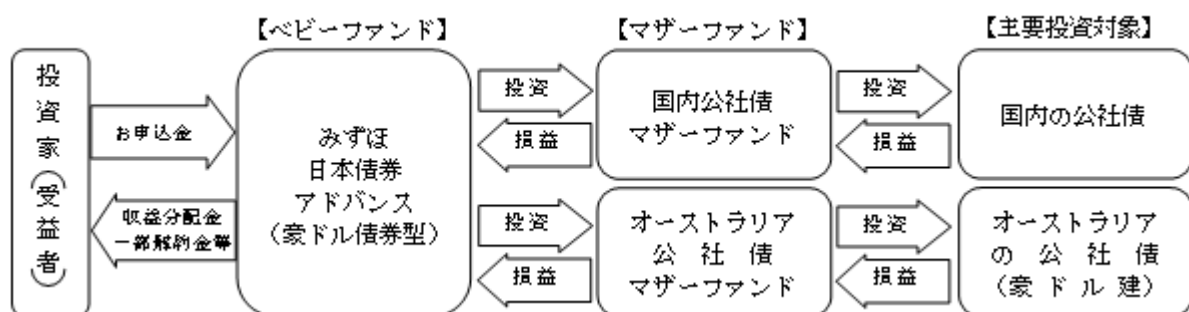 【ベビーファンド】
【マザーファンド】
【主要投資対象】
投資家(受益者)
お申込金
収益分配金
一部解約金等
みずほ
日本債券
アドバンス
(豪ドル債券型)
投資
損益
国内公社債
マザーファンド
投資
損益
国内の公社債
投資
損益
オーストラリア
公社債
マザーファンド
投資
損益
オーストラリア
の公社債
(豪ドル建)